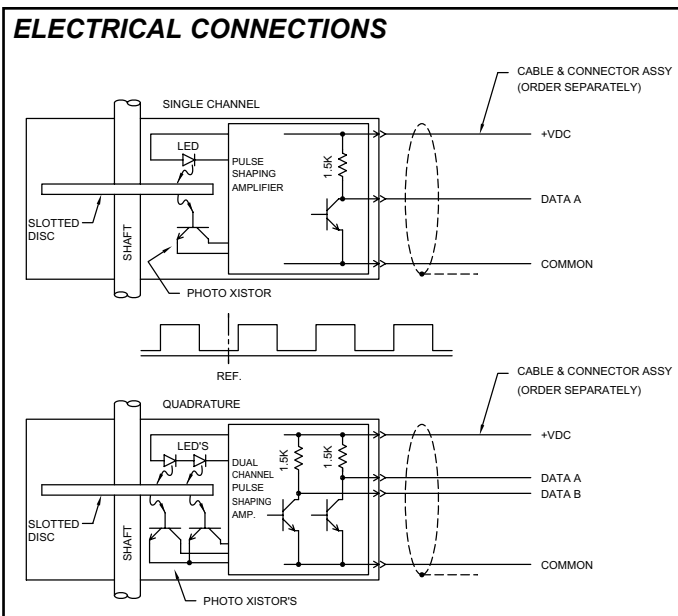 ELECTRICAL CONNECTIONS
CABLE & CONNECTOR ASSY
(ORDER SEPARATELY)
SINGLE CHANNEL
LED
PULSE
SHAPING
AMPLIFIER
1.5K
+VDC
DATA A
COMMON
SLOTTED
DISC
SHAFT
PHOTO XISTOR
REF.
CABLE & CONNECTOR ASSY
(ORDER SEPARATELY)
QUADRATURE
LED'S
DUAL
CHANNEL
PULSE
SHAPING
AMP.
1.5K
1.5K
+VDC
DATA A
DATA B
COMMON
SLOTTED
DISC
SHAFT
PHOTO XISTOR'S